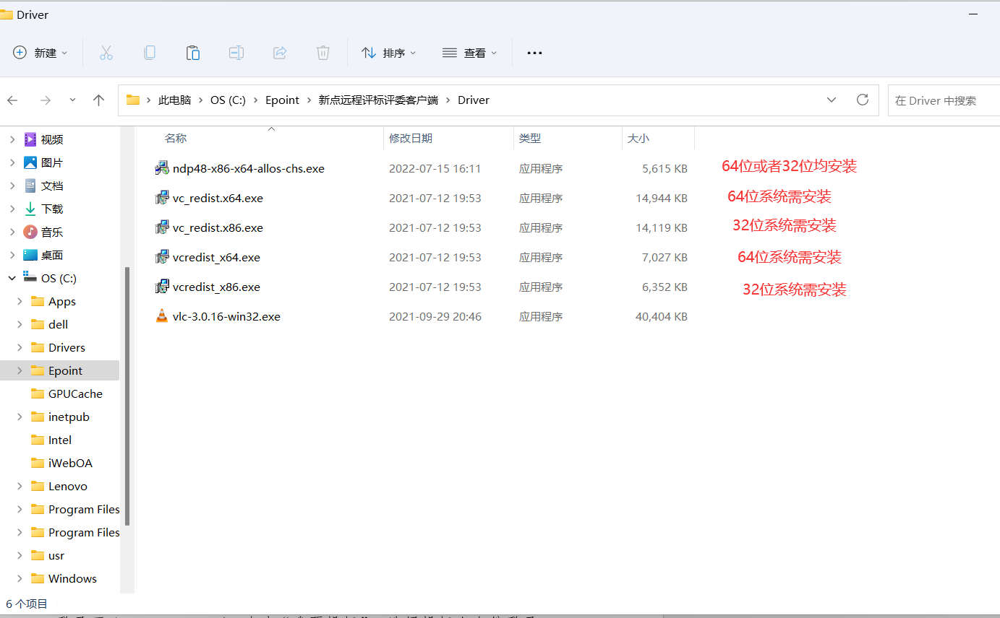 Driver
新建
排序
查看
此电脑 OS (C:) Epoint 新点远程评标评委客户端 Driver
在 Driver 中搜索
视频
图片
文档
下载
音乐
桌面
OS (C:)
Apps
dell
Drivers
Epoint
GPUCache
inetpub
Intel
iWebOA
Lenovo
Program Files
Program Files
usr
Windows
名称 修改日期 类型 大小
ndp48-x86-x64-allos-chs.exe 2022-07-15 16:11 应用程序 5,615 KB 64位或者32位均安装
vc_redist.x64.exe 2021-07-12 19:53 应用程序 14,944 KB 64位系统需安装
vc_redist.x86.exe 2021-07-12 19:53 应用程序 14,119 KB 32位系统需安装
vcredist_x64.exe 2021-07-12 19:53 应用程序 7,027 KB 64位系统需安装
vcredist_x86.exe 2021-07-12 19:53 应用程序 6,352 KB 32位系统需安装
vlc-3.0.16-win32.exe 2021-09-29 20:46 应用程序 40,404 KB
6 个项目